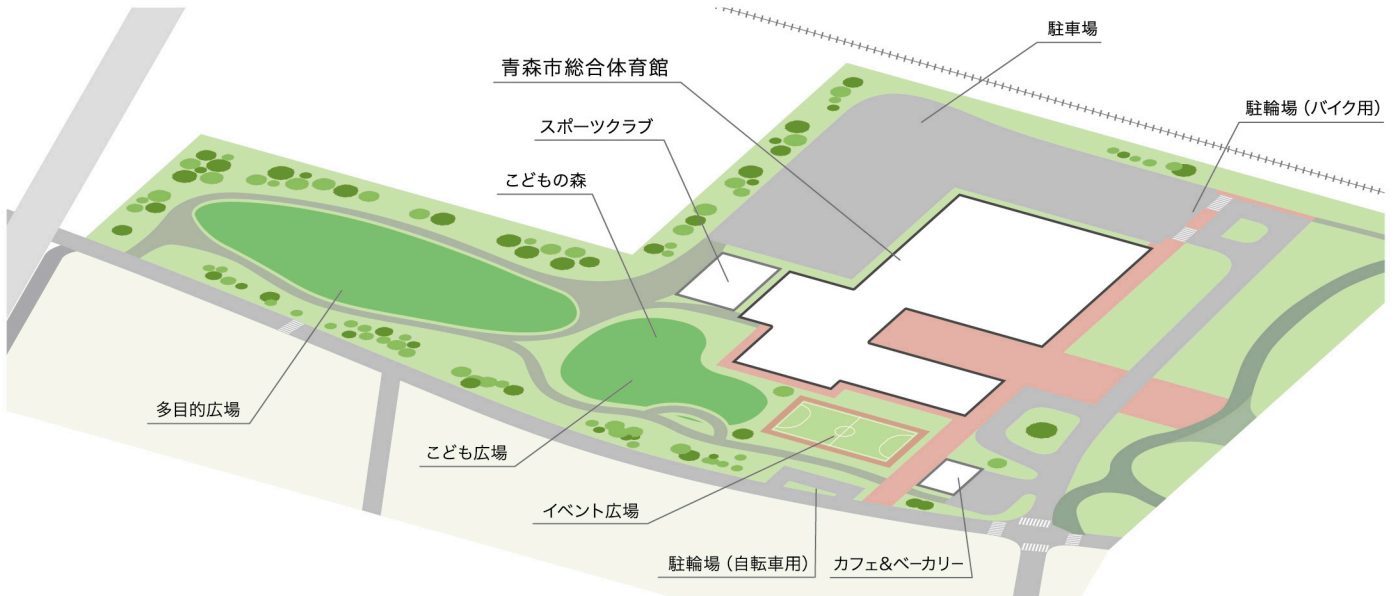 駐車場
青森市総合体育館
駐輪場（バイク用）
スポーツクラブ
こどもの森
多目的広場
こども広場
イベント広場
駐輪場（自転車用）
カフェ&ベーカリー